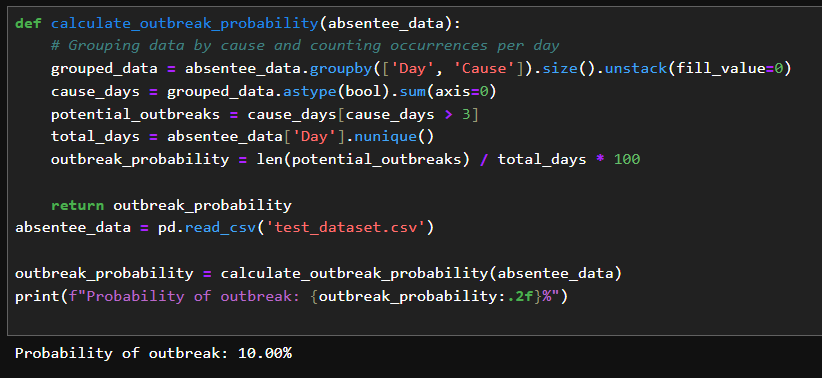 def calculate_outbreak_probability(absentee_data):
    # Grouping data by cause and counting occurrences per day
    grouped_data = absentee_data.groupby(['Day', 'Cause']).size().unstack(fill_value=0)
    cause_days = grouped_data.astype(bool).sum(axis=0)
    potential_outbreaks = cause_days[cause_days > 3]
    total_days = absentee_data['Day'].nunique()
    outbreak_probability = len(potential_outbreaks) / total_days * 100

    return outbreak_probability
absentee_data = pd.read_csv('test_dataset.csv')

outbreak_probability = calculate_outbreak_probability(absentee_data)
print(f"Probability of outbreak: {outbreak_probability:.2f}%")

Probability of outbreak: 10.00%